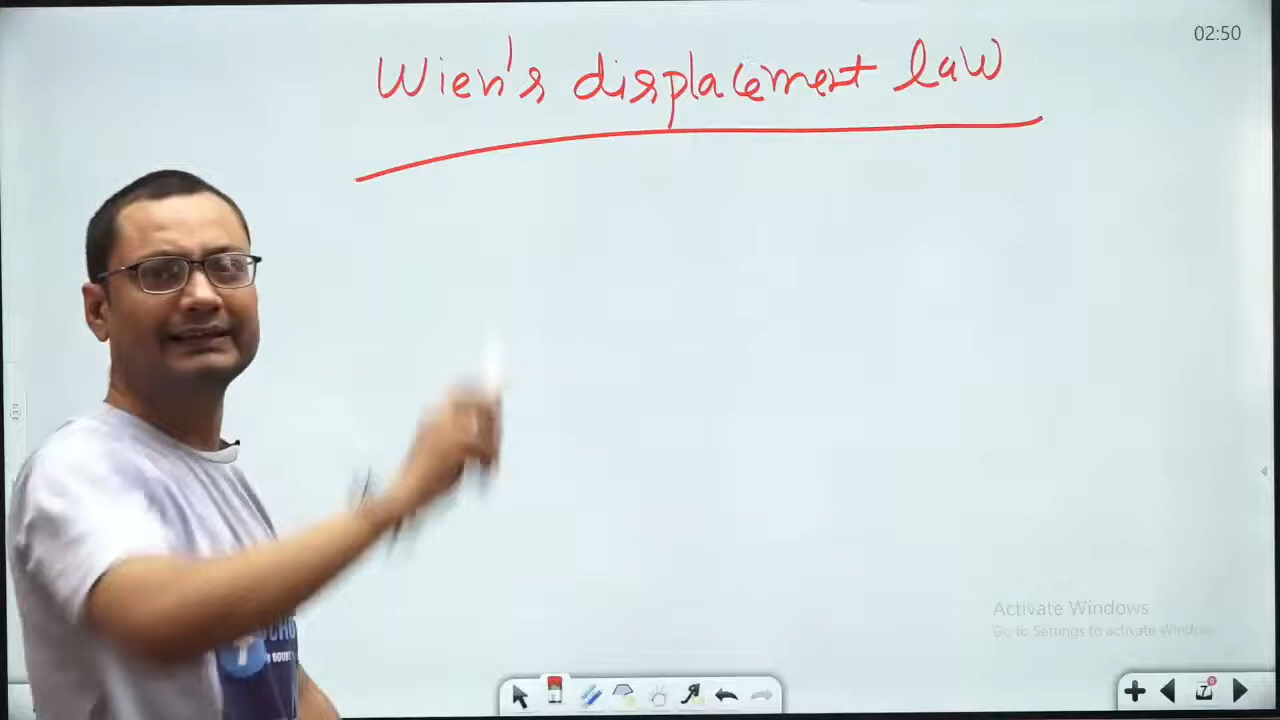 02:50
Wien's displacement law
Activate Windows
Go to Settings to activate Windows
T